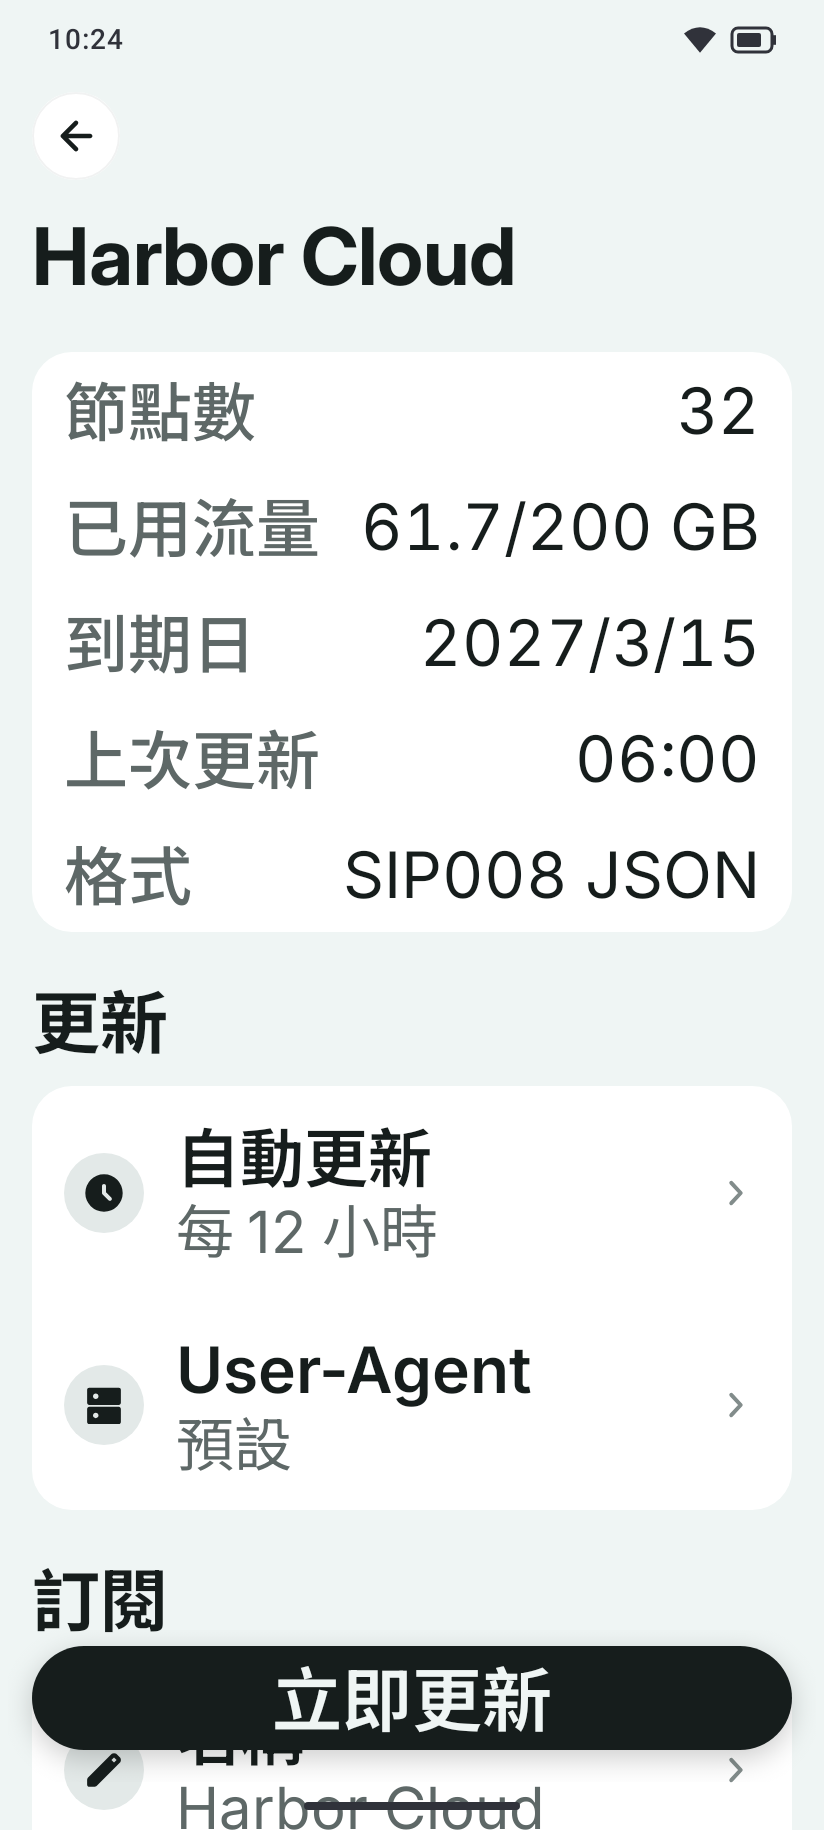 10:24
Harbor Cloud
節點數 32
已用流量 61.7/200 GB
到期日 2027/3/15
上次更新 06:00
格式 SIP008 JSON
更新
自動更新
每 12 小時
User-Agent
預設
訂閱
立即更新
名稱
Harbor Cloud